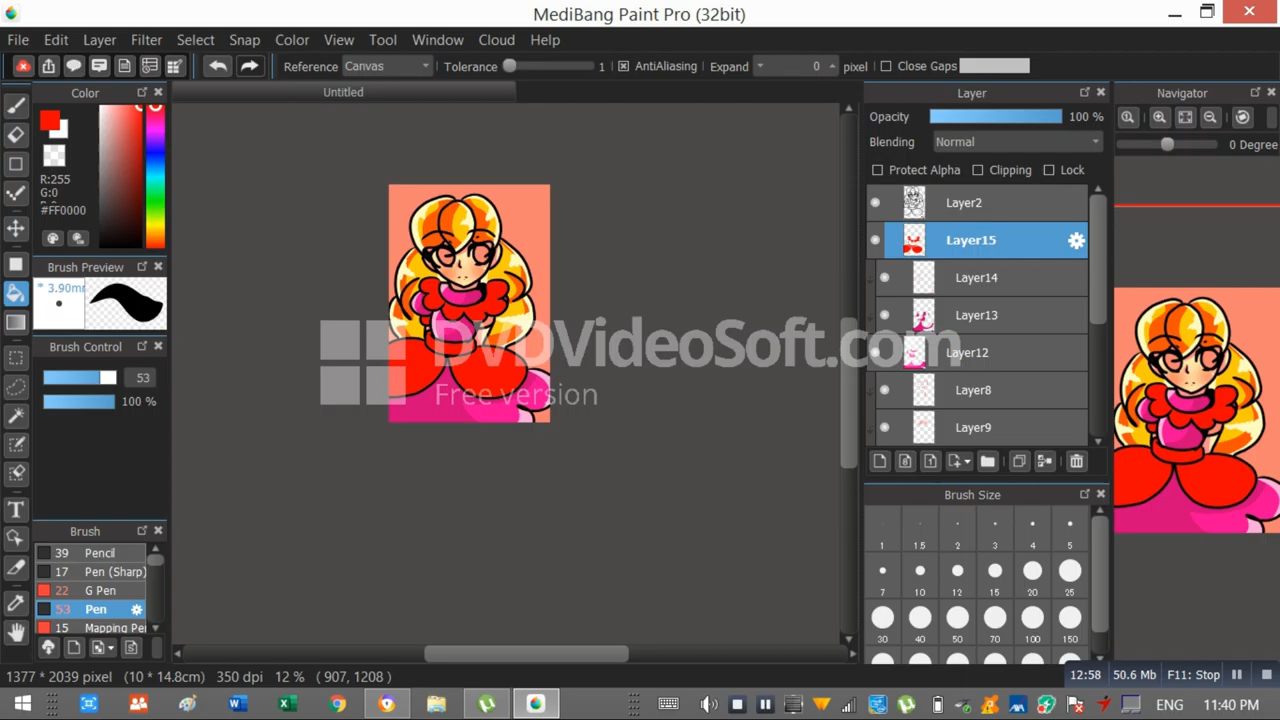 MediBang Paint Pro (32bit)
File Edit Layer Filter Select Snap Color View Tool Window Cloud Help
Reference Canvas Tolerance 1 AntiAliasing Expand 0 pixel Close Gaps
Color
Untitled
Layer
Navigator
Opacity 100 %
Blending Normal
0 Degree
Protect Alpha Clipping Lock
R:255
G:0
#FF0000
Layer2
Layer15
Brush Preview
* 3.90mm
Layer14
Layer13
Brush Control
Layer12
53
100 %
Layer8
Layer9
DVDVideoSoft.com
Free version
Brush Size
1 1.5 2 3 4 5
7 10 12 15 20 25
30 40 50 70 100 150
Brush
39 Pencil
17 Pen (Sharp)
22 G Pen
53 Pen
15 Mapping Pen
T
1377 * 2039 pixel (10 * 14.8cm) 350 dpi 12 % ( 907, 1208 )
12:58 50.6 Mb F11: Stop
ENG 11:40 PM